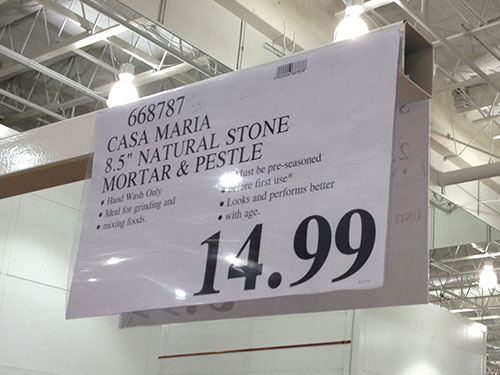 668787
CASA MARIA
8.5" NATURAL STONE
MORTAR & PESTLE
• Hand Wash Only
• Ideal for grinding and
• mixing foods.
• Must be pre-seasoned
• before first use*
• Looks and performs better
• with age.
14.99
UNIT